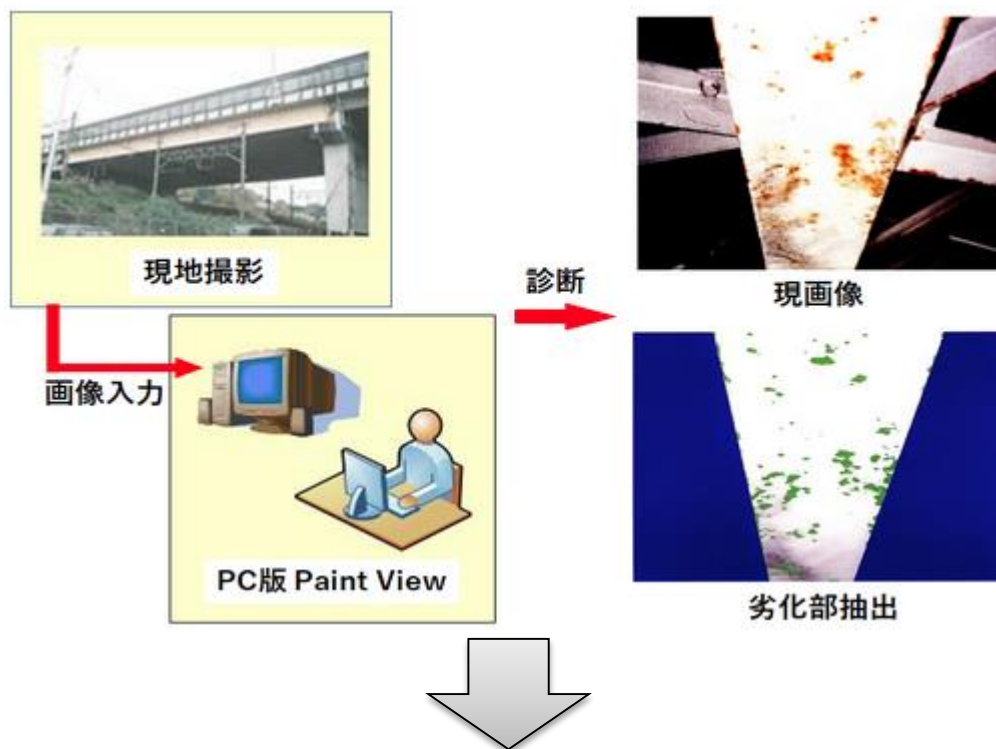 現地撮影
画像入力
PC版 Paint View
診断
現画像
劣化部抽出